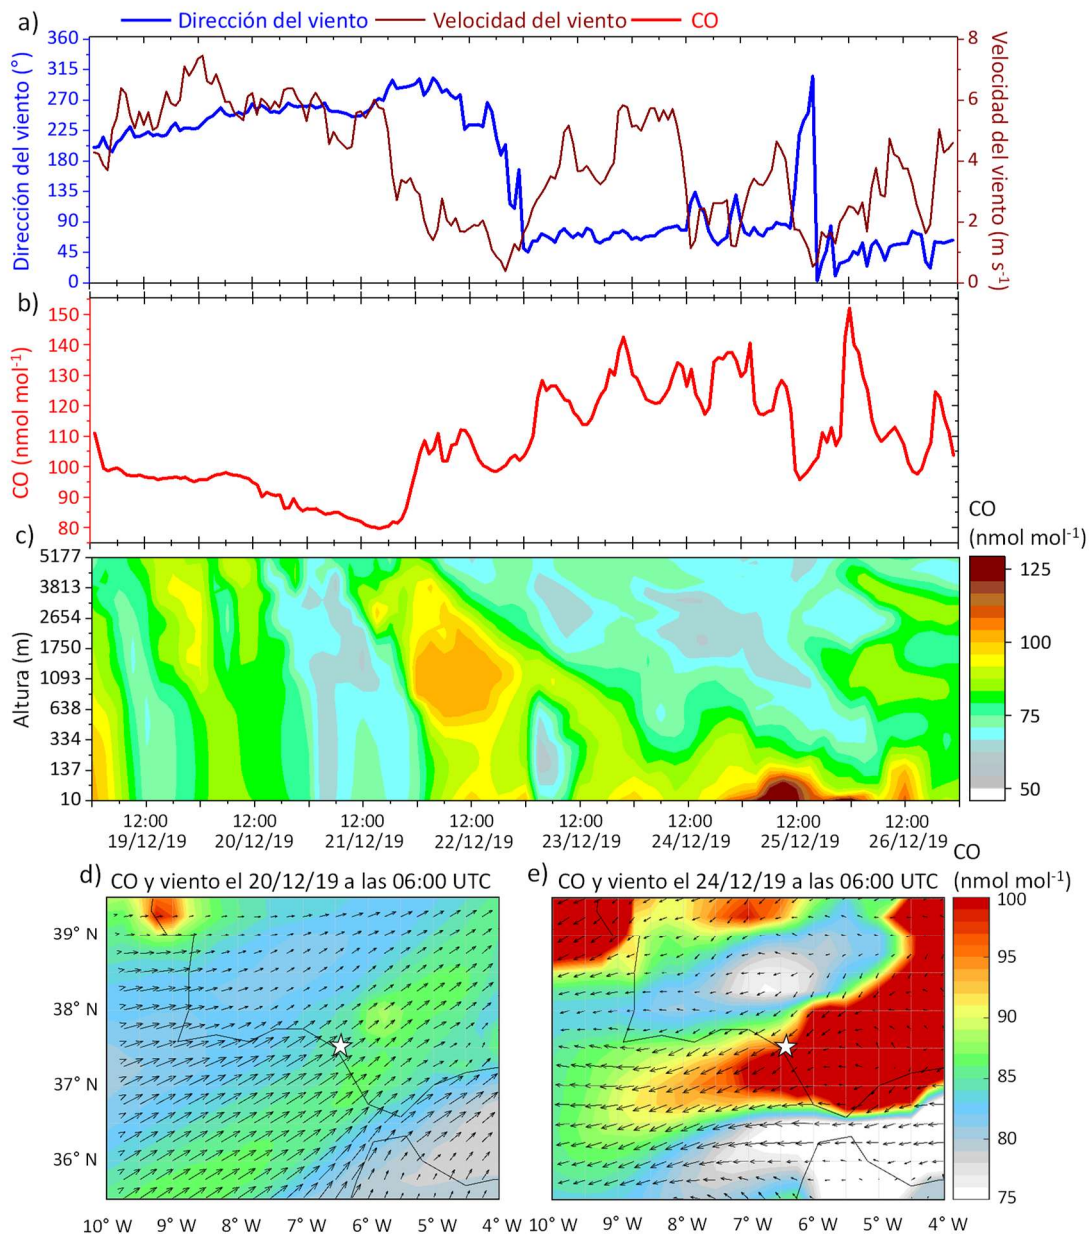 a)
Dirección del viento
Velocidad del viento
CO
360
315
270
225
180
135
90
45
0
Dirección del viento (°)
8
6
4
2
0
Velocidad del viento (m s-1)
b)
150
140
130
120
110
100
90
80
CO (nmol mol-1)
c)
5177
3813
2654
1750
1093
638
334
137
10
Altura (m)
CO
(nmol mol-1)
125
100
75
50
12:00 12:00 12:00 12:00 12:00 12:00 12:00 12:00
19/12/19 20/12/19 21/12/19 22/12/19 23/12/19 24/12/19 25/12/19 26/12/19
d)
CO y viento el 20/12/19 a las 06:00 UTC
39° N
38° N
37° N
36° N
10° W 9° W 8° W 7° W 6° W 5° W 4° W
e)
CO y viento el 24/12/19 a las 06:00 UTC
10° W 9° W 8° W 7° W 6° W 5° W 4° W
CO
(nmol mol-1)
100
95
90
85
80
75